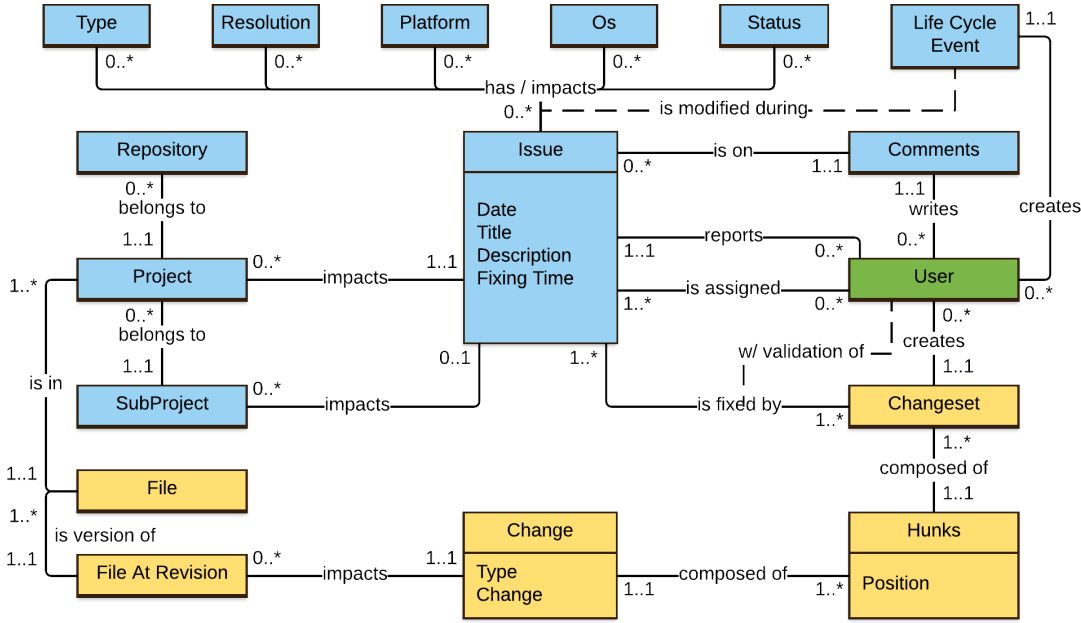 Type
Resolution
Platform
Os
Status
Life Cycle
Event
1..1
0..*
0..*
0..*
0..*
0..*
has / impacts
0..*
is modified during
Repository
Issue
Comments
is on
0..*
1..1
0..*
belongs to
1..1
Date
Title
Description
Fixing Time
1..1
writes
0..*
creates
reports
1..1
0..*
Project
0..*
impacts
1..1
is assigned
1..*
0..*
User
0..*
1..*
0..*
belongs to
1..1
0..*
creates
1..1
w/ validation of
0..1
1..*
is in
SubProject
0..*
impacts
is fixed by
1..*
Changeset
1..*
composed of
1..1
1..1
File
1..*
is version of
1..1
File At Revision
0..*
impacts
1..1
Change
Type
Change
composed of
1..1
1..*
Hunks
Position